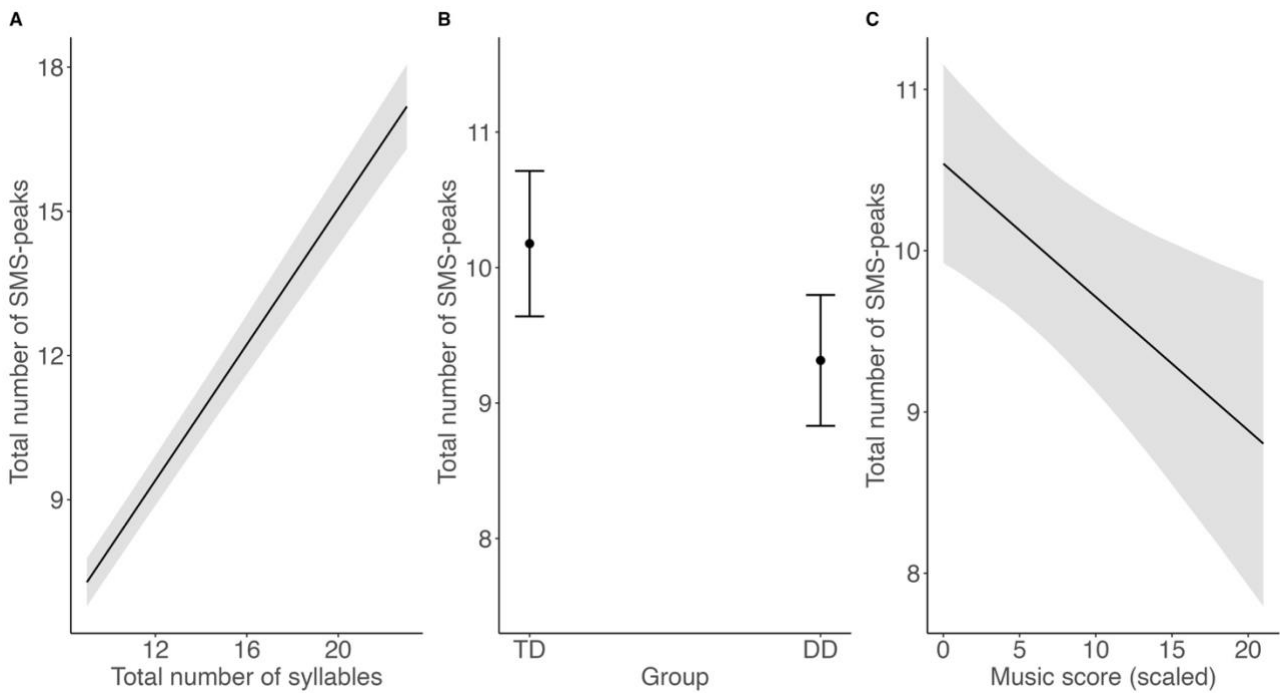 A
Total number of SMS-peaks
18
15
12
9
12 16 20
Total number of syllables
B
Total number of SMS-peaks
11
10
9
8
TD DD
Group
C
Total number of SMS-peaks
11
10
9
8
0 5 10 15 20
Music score (scaled)